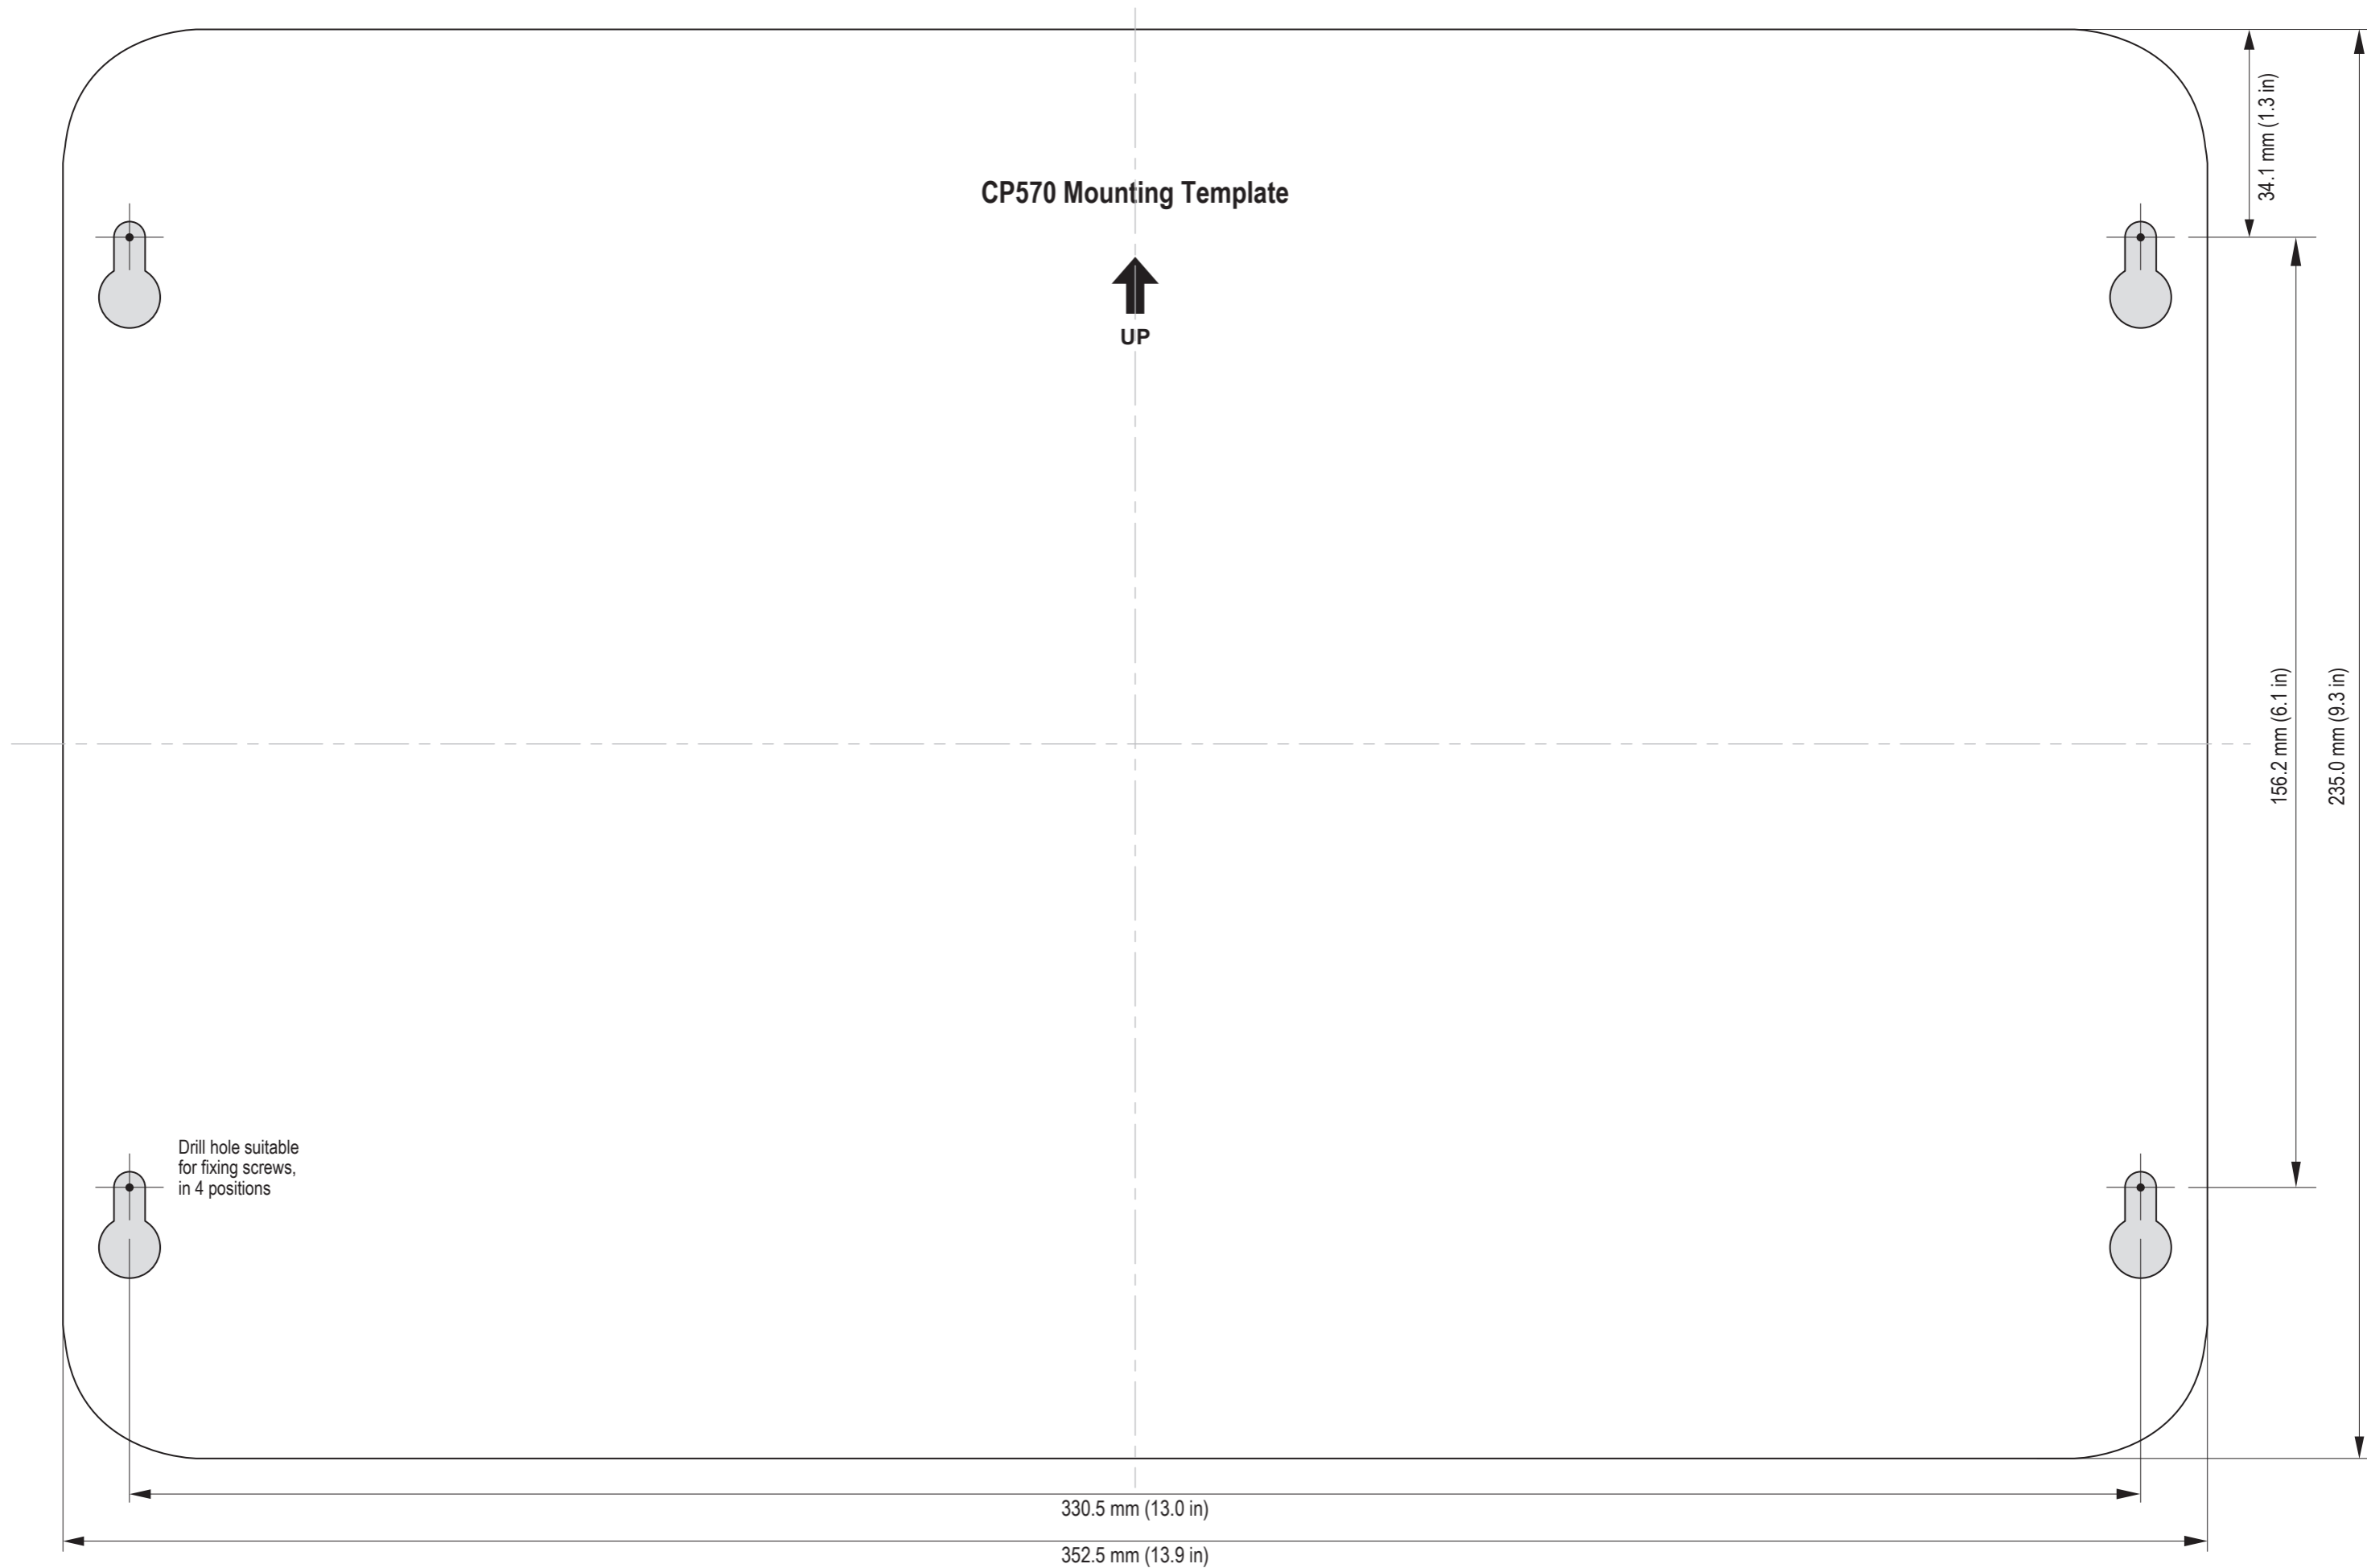 CP570 Mounting Template
UP
34.1 mm (1.3 in)
156.2 mm (6.1 in)
235.0 mm (9.3 in)
Drill hole suitable
for fixing screws,
in 4 positions
330.5 mm (13.0 in)
352.5 mm (13.9 in)